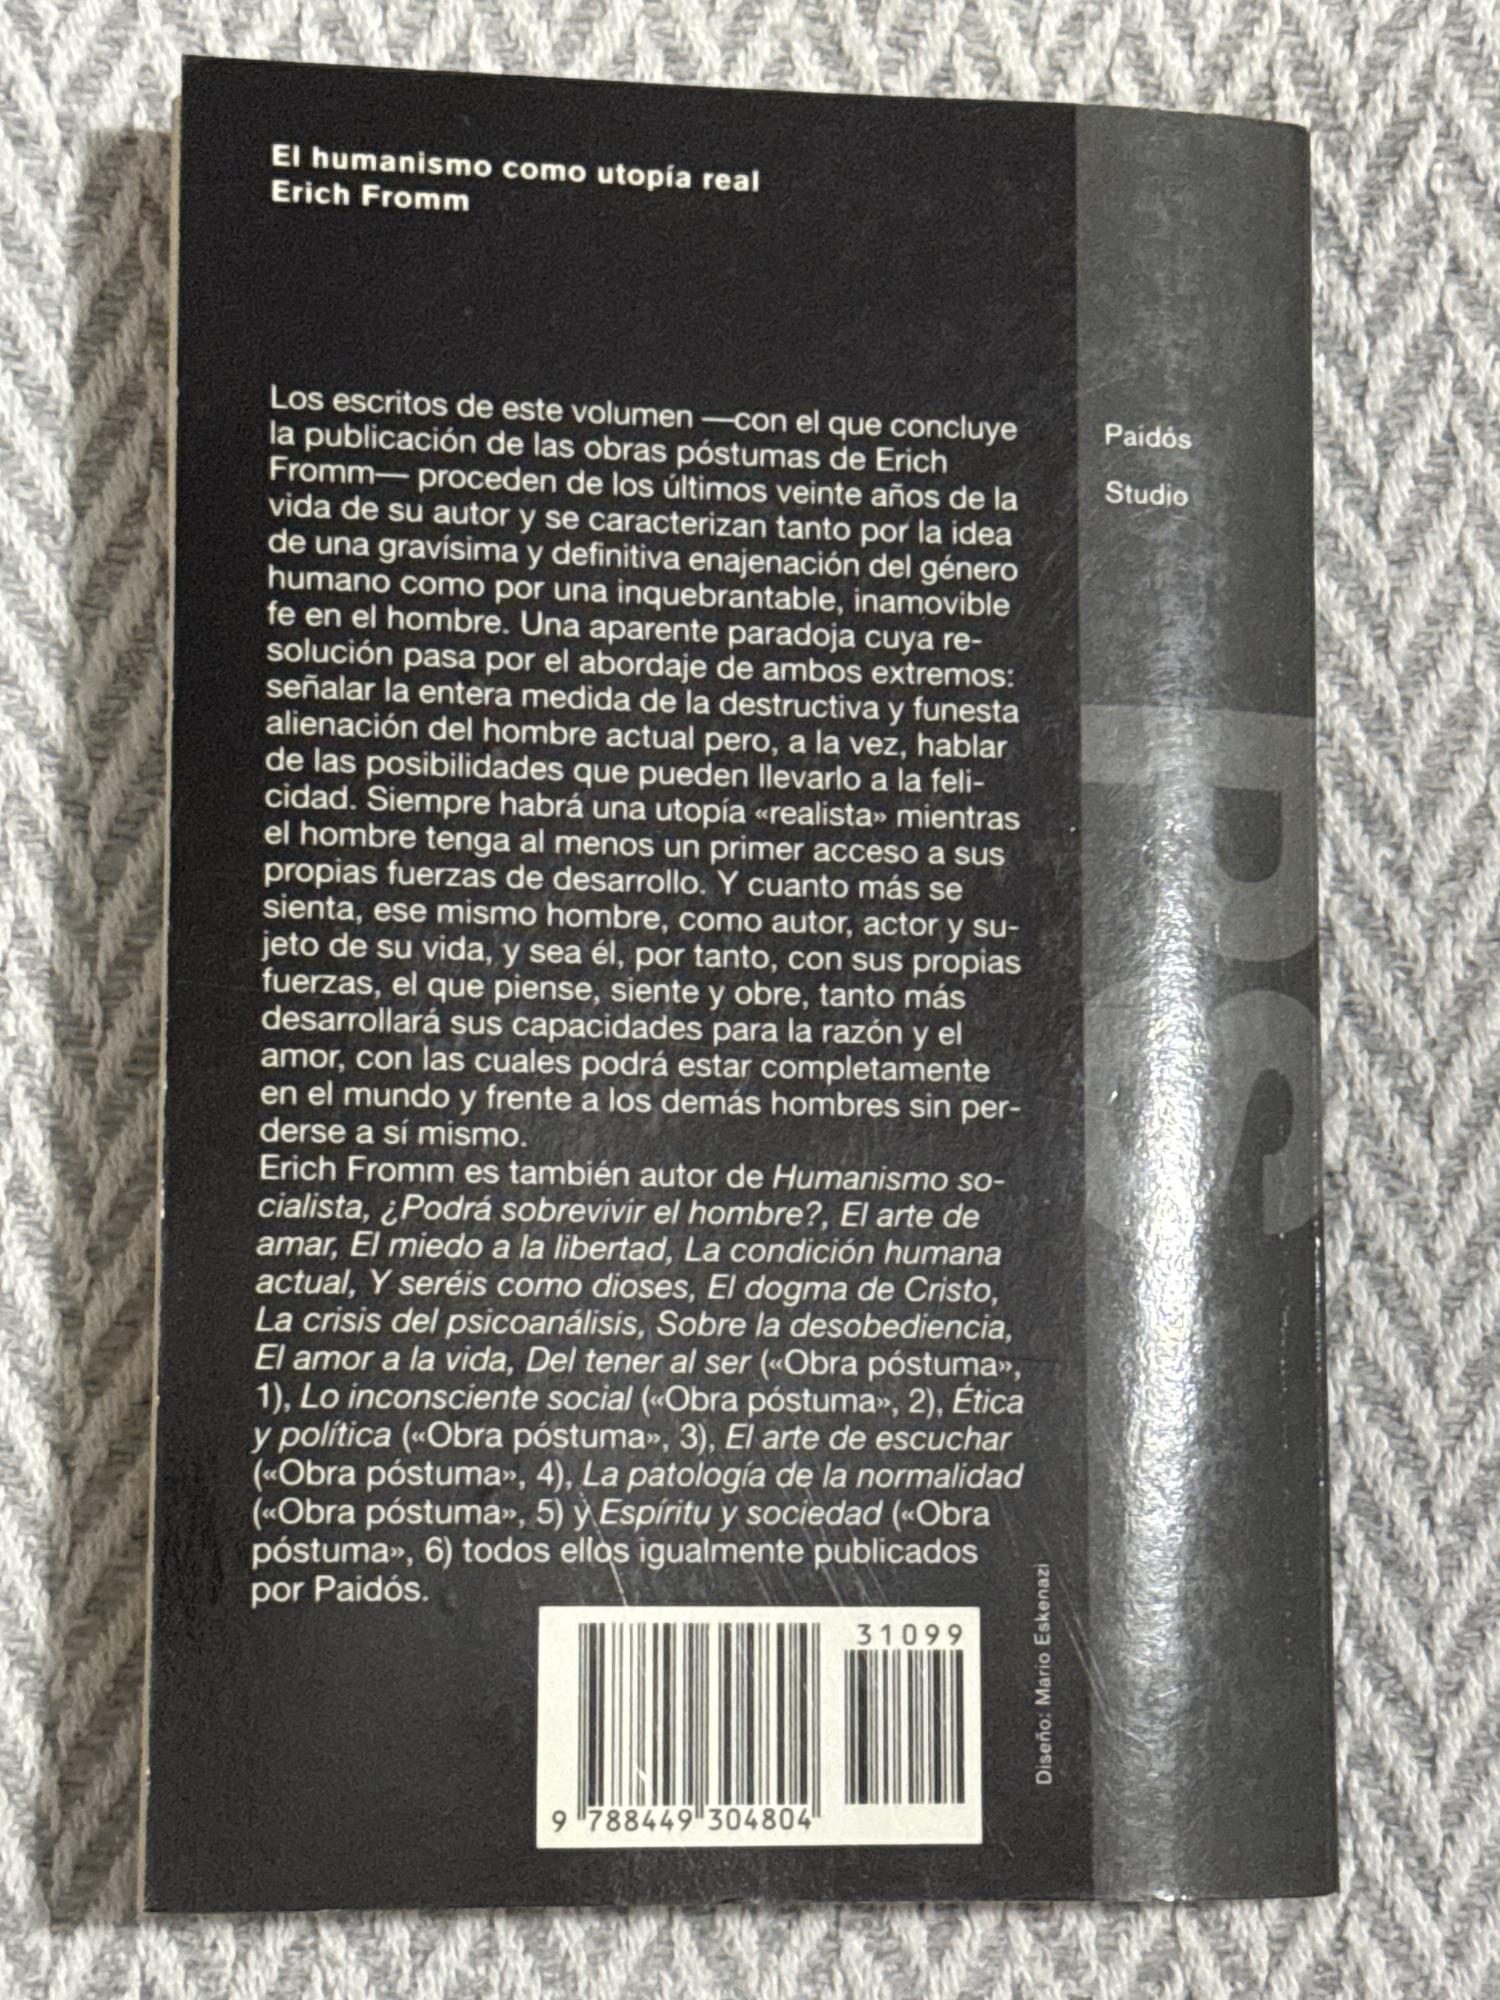 El humanismo como utopía real
Erich Fromm
Los escritos de este volumen —con el que concluye
la publicación de las obras póstumas de Erich
Fromm— proceden de los últimos veinte años de la
vida de su autor y se caracterizan tanto por la idea
de una gravísima y definitiva enajenación del género
humano como por una inquebrantable, inamovible
fe en el hombre. Una aparente paradoja cuya re-
solución pasa por el abordaje de ambos extremos:
señalar la entera medida de la destructiva y funesta
alienación del hombre actual pero, a la vez, hablar
de las posibilidades que pueden llevarlo a la feli-
cidad. Siempre habrá una utopía «realista» mientras
el hombre tenga al menos un primer acceso a sus
propias fuerzas de desarrollo. Y cuanto más se
sienta, ese mismo hombre, como autor, actor y su-
jeto de su vida, y sea él, por tanto, con sus propias
fuerzas, el que piense, siente y obre, tanto más
desarrollará sus capacidades para la razón y el
amor, con las cuales podrá estar completamente
en el mundo y frente a los demás hombres sin per-
derse a sí mismo.
Erich Fromm es también autor de Humanismo so-
cialista, ¿Podrá sobrevivir el hombre?, El arte de
amar, El miedo a la libertad, La condición humana
actual, Y seréis como dioses, El dogma de Cristo,
La crisis del psicoanálisis, Sobre la desobediencia,
El amor a la vida, Del tener al ser («Obra póstuma»,
1), Lo inconsciente social («Obra póstuma», 2), Ética
y política («Obra póstuma», 3), El arte de escuchar
(«Obra póstuma», 4), La patología de la normalidad
(«Obra póstuma», 5) y Espíritu y sociedad («Obra
póstuma», 6) todos ellos igualmente publicados
por Paidós.
31099
9 788449 304804
Diseño: Mario Eskenazi
Paidós
Studio
PS